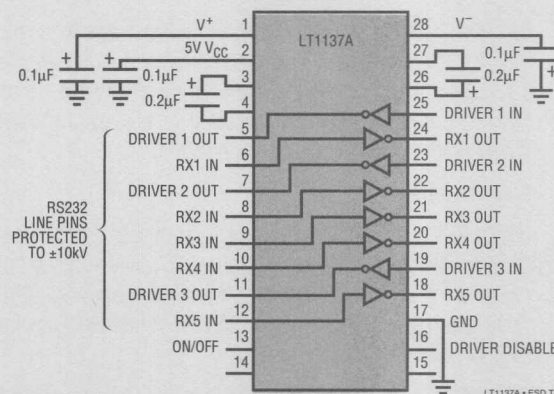 V+ 1 LT1137A 28 V−
5V VCC 2 27
0.1µF 0.1µF 3 26 0.2µF 0.1µF
0.2µF 4 25 DRIVER 1 IN
DRIVER 1 OUT 5 24 RX1 OUT
RX1 IN 6 23 DRIVER 2 IN
DRIVER 2 OUT 7 22 RX2 OUT
RX2 IN 8 21 RX3 OUT
RX3 IN 9 20 RX4 OUT
RX4 IN 10 19 DRIVER 3 IN
DRIVER 3 OUT 11 18 RX5 OUT
RX5 IN 12 17 GND
ON/OFF 13 16 DRIVER DISABLE
14 15
RS232
LINE PINS
PROTECTED
TO ±10kV
LT1137A • ESD